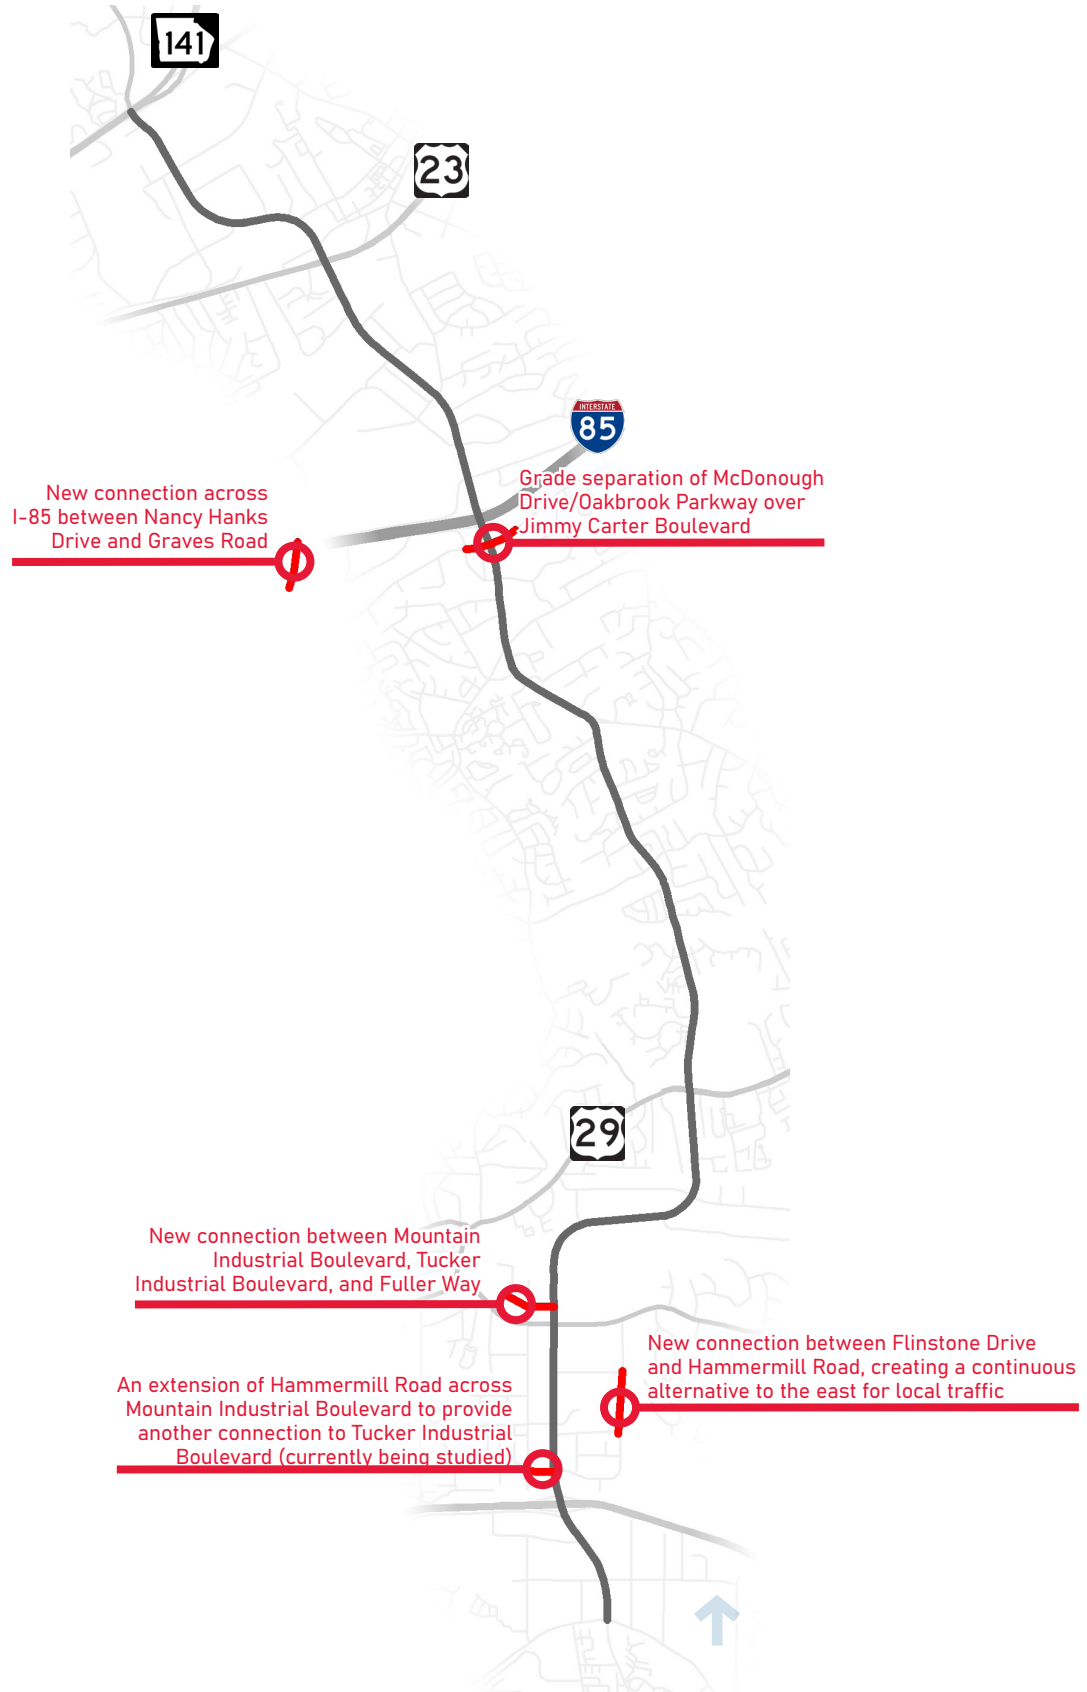 141
23
INTERSTATE
85
New connection across
I-85 between Nancy Hanks
Drive and Graves Road
Grade separation of McDonough
Drive/Oakbrook Parkway over
Jimmy Carter Boulevard
29
New connection between Mountain
Industrial Boulevard, Tucker
Industrial Boulevard, and Fuller Way
New connection between Flinstone Drive
and Hammermill Road, creating a continuous
alternative to the east for local traffic
An extension of Hammermill Road across
Mountain Industrial Boulevard to provide
another connection to Tucker Industrial
Boulevard (currently being studied)